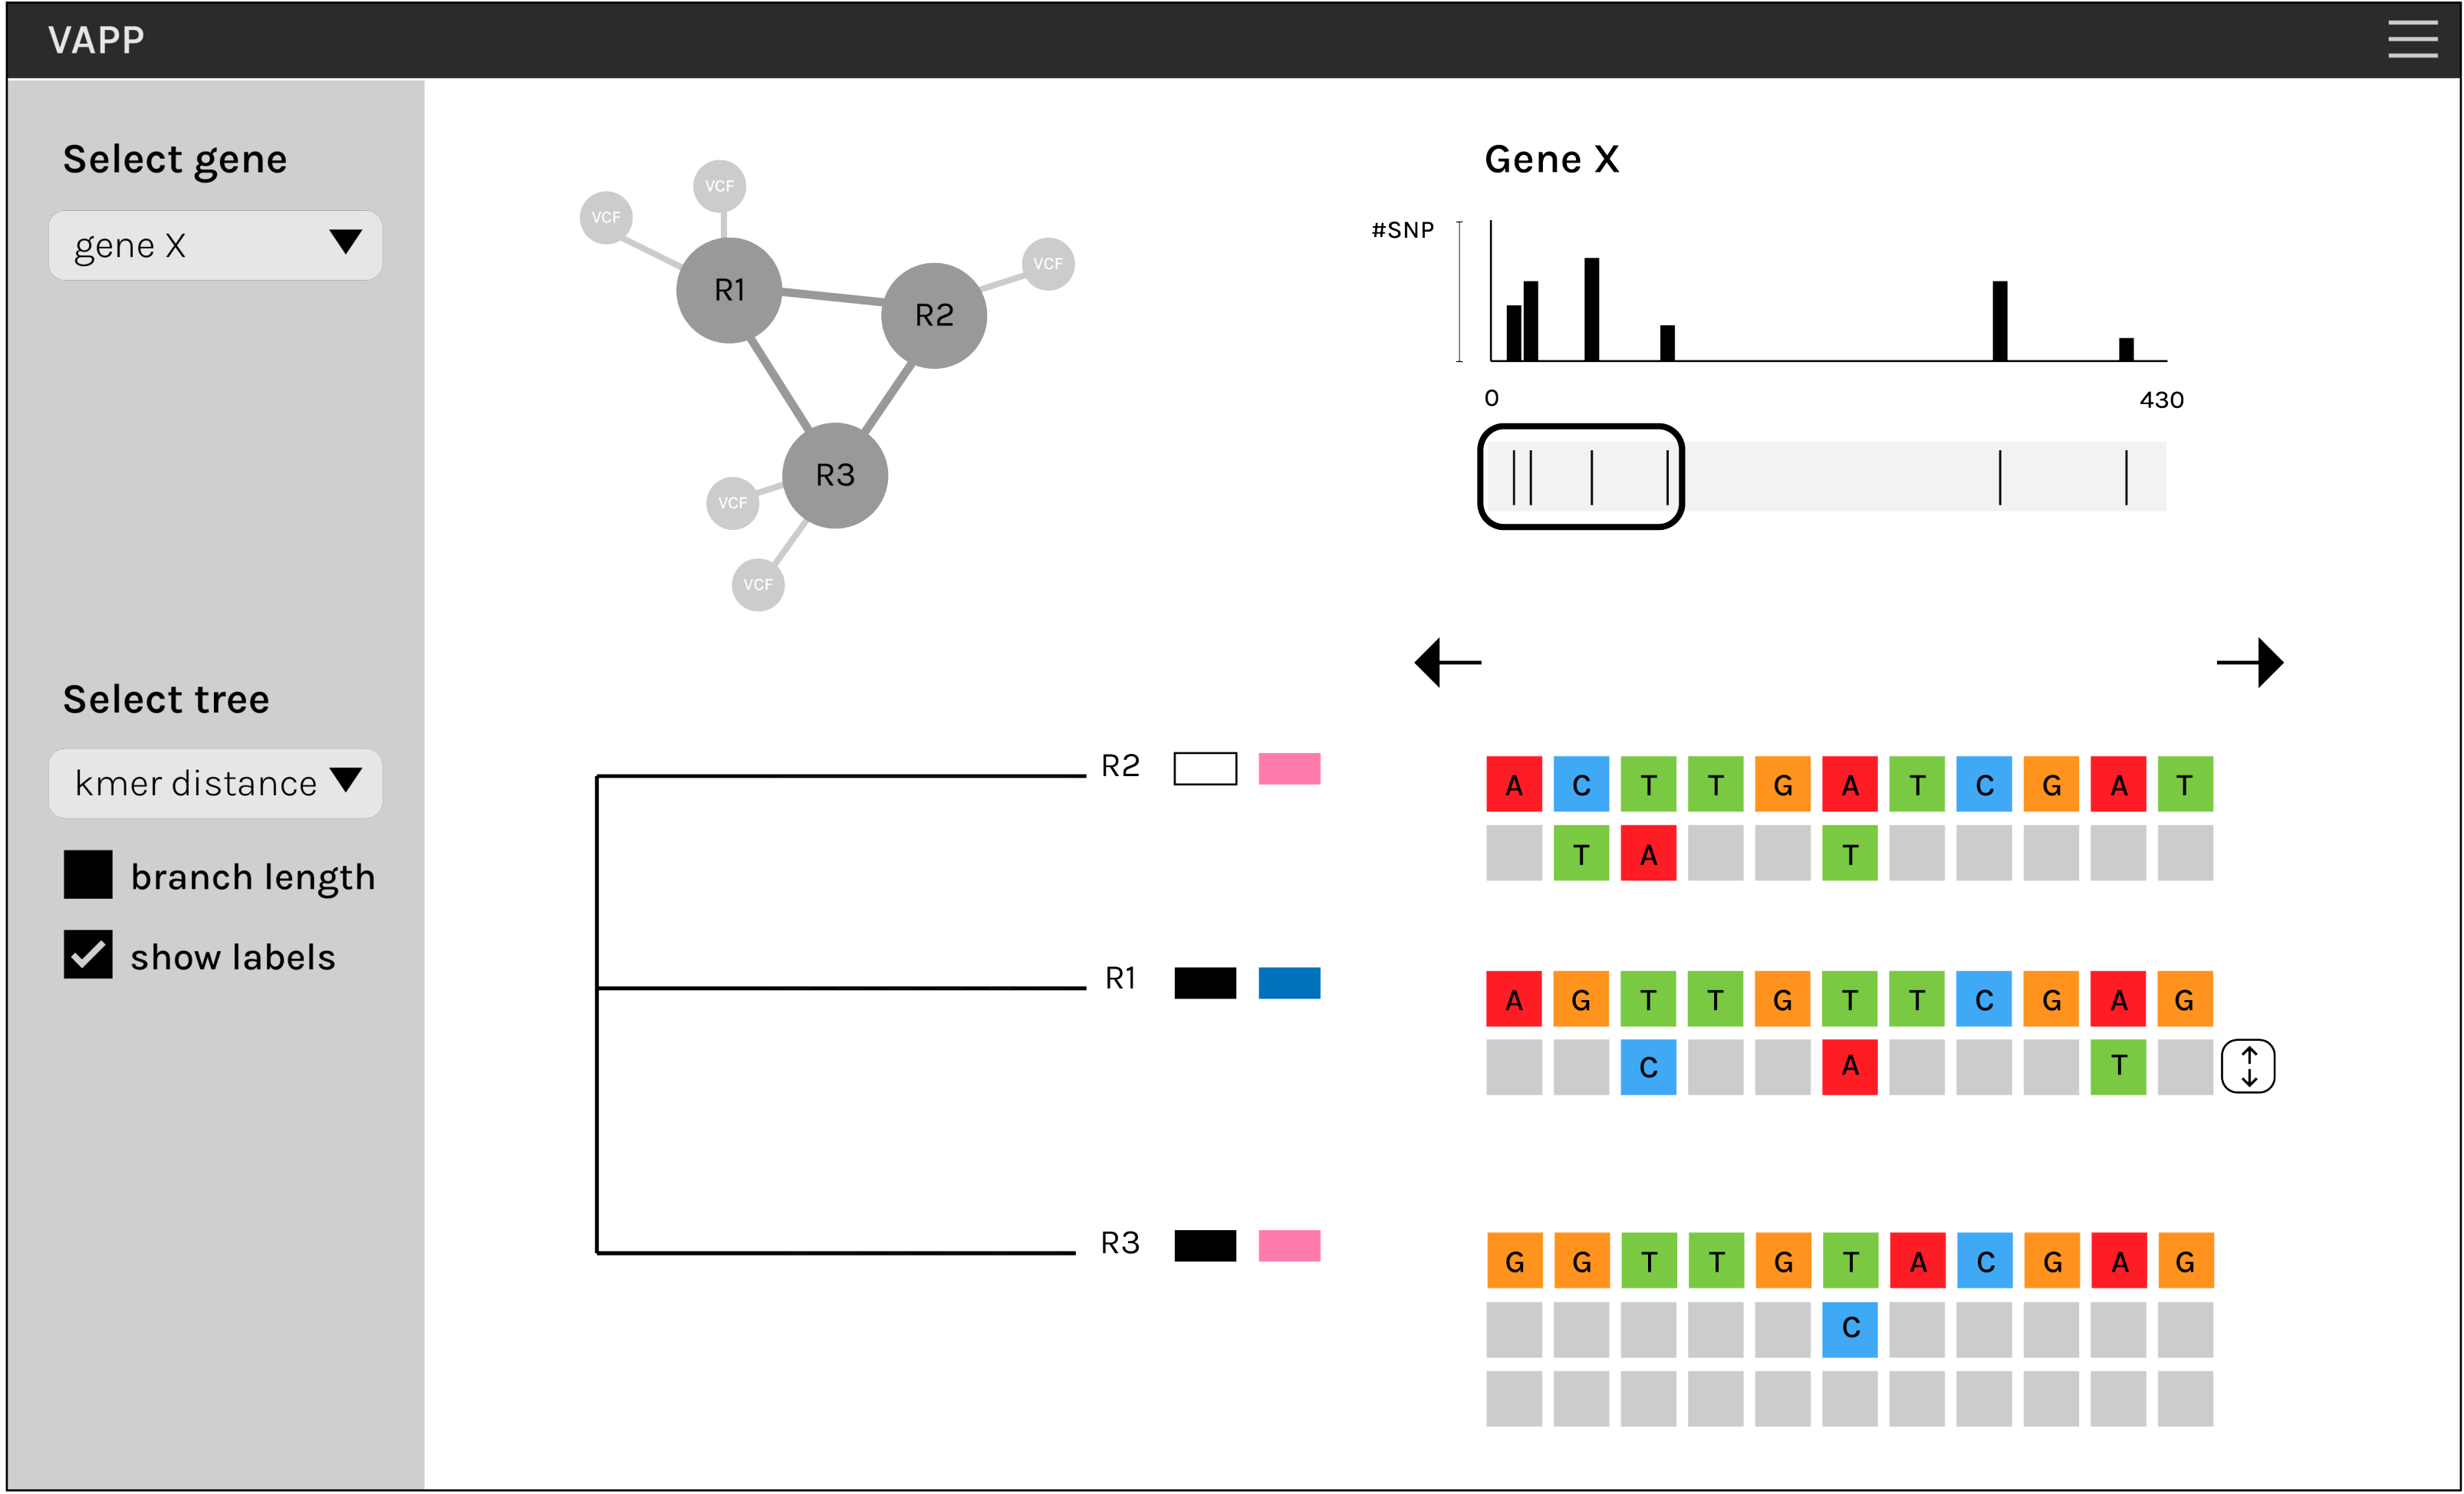 VAPP
Select gene
gene X
Select tree
kmer distance
branch length
show labels
VCF
VCF
VCF
R1
R2
R3
VCF
VCF
Gene X
#SNP
0
430
R2
A C T T G A T C G A T
T A T
R1
A G T T G T T C G A G
C A T
R3
G G T T G T A C G A G
C